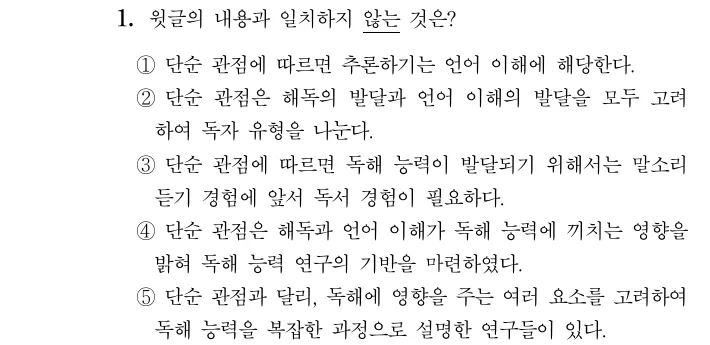 1. 윗글의 내용과 일치하지 않는 것은?
① 단순 관점에 따르면 추론하기는 언어 이해에 해당한다.
② 단순 관점은 해독의 발달과 언어 이해의 발달을 모두 고려
하여 독자 유형을 나눈다.
③ 단순 관점에 따르면 독해 능력이 발달되기 위해서는 말소리
듣기 경험에 앞서 독서 경험이 필요하다.
④ 단순 관점은 해독과 언어 이해가 독해 능력에 끼치는 영향을
밝혀 독해 능력 연구의 기반을 마련하였다.
⑤ 단순 관점과 달리, 독해에 영향을 주는 여러 요소를 고려하여
독해 능력을 복잡한 과정으로 설명한 연구들이 있다.